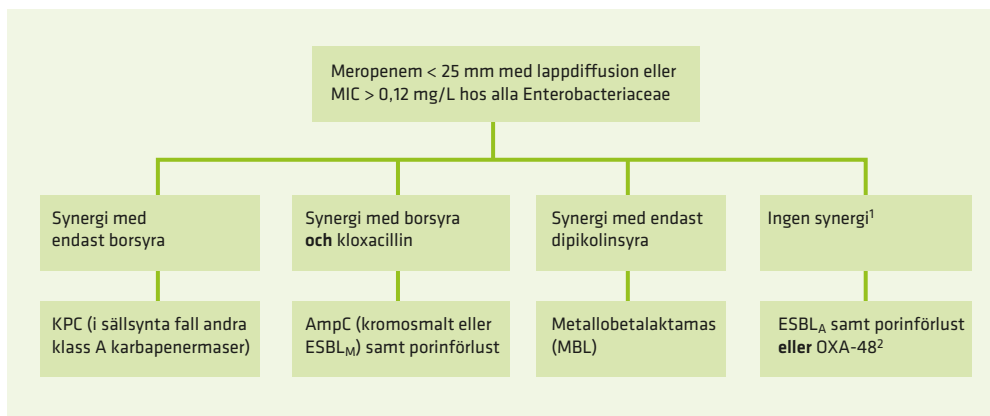 Meropenem < 25 mm med lappdiffusion eller
MIC > 0,12 mg/L hos alla Enterobacteriaceae
Synergi med
endast borsyra
Synergi med borsyra
och kloxacillin
Synergi med endast
dipikolinsyra
Ingen synergi¹
KPC (i sällsynta fall andra
klass A karbapenermaser)
AmpC (kromosmalt eller
ESBLM) samt porinförlust
Metallobetalaktamas
(MBL)
ESBLA samt porinförlust
eller OXA-48²